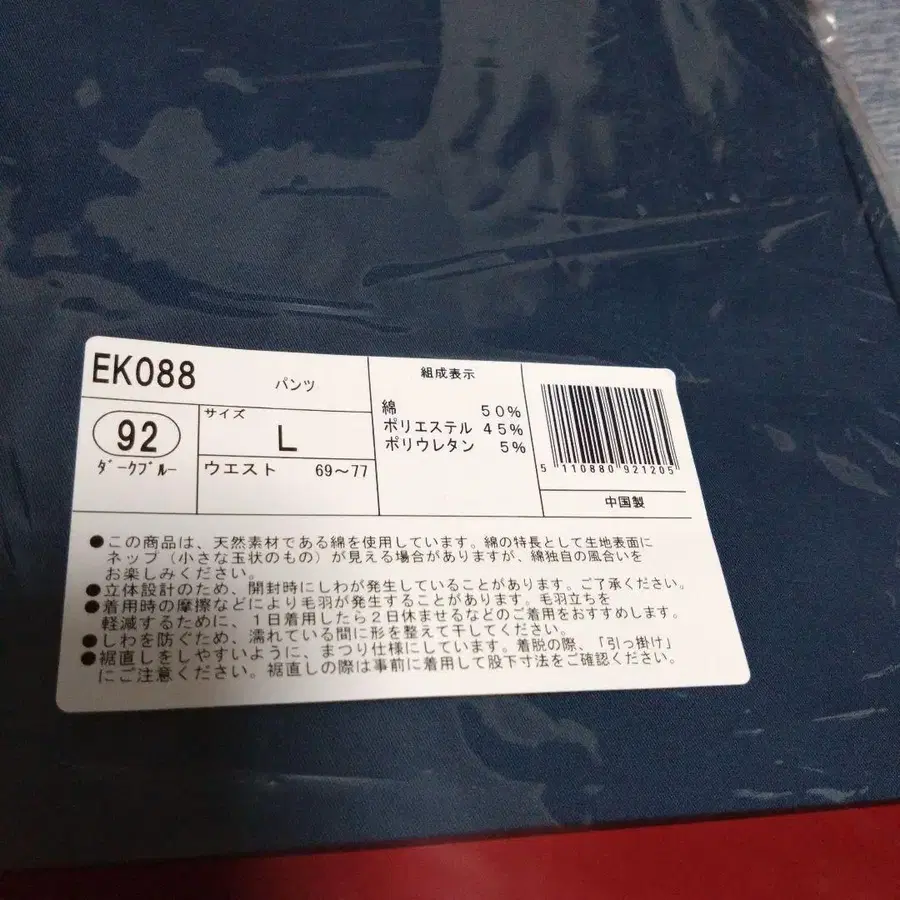 EK088
パンツ
92
ダークブルー
サイズ
L
ウエスト 69〜77
組成表示
綿 50%
ポリエステル 45%
ポリウレタン 5%
5 110880 921205
中国製
●この商品は、天然素材である綿を使用しています。綿の特長として生地表面に
ネップ（小さな玉状のもの）が見える場合がありますが、綿独自の風合いを
お楽しみください。
●立体設計のため、開封時にしわが発生していることがあります。ご了承ください。
●着用時の摩擦などにより毛羽が発生することがあります。毛羽立ちを
軽減するために、1日着用したら2日休ませるなどのご着用をおすすめします。
●しわを防ぐため、濡れている間に形を整えて干してください。
●裾直しをしやすいように、まつり仕様にしています。着脱の際、「引っ掛け」
にご注意ください。裾直しの際は事前に着用して股下寸法をご確認ください。